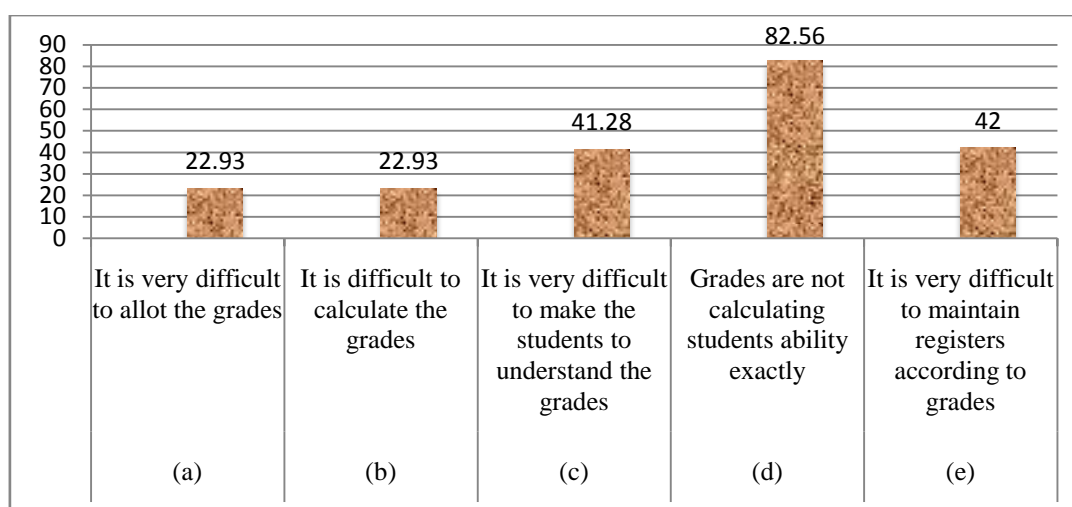 90
80
70
60
50
40
30
20
10
0
22.93
22.93
41.28
82.56
42
It is very difficult
to allot the grades
It is difficult to
calculate the
grades
It is very difficult
to make the
students to
understand the
grades
Grades are not
calculating
students ability
exactly
It is very difficult
to maintain
registers
according to
grades
(a)
(b)
(c)
(d)
(e)